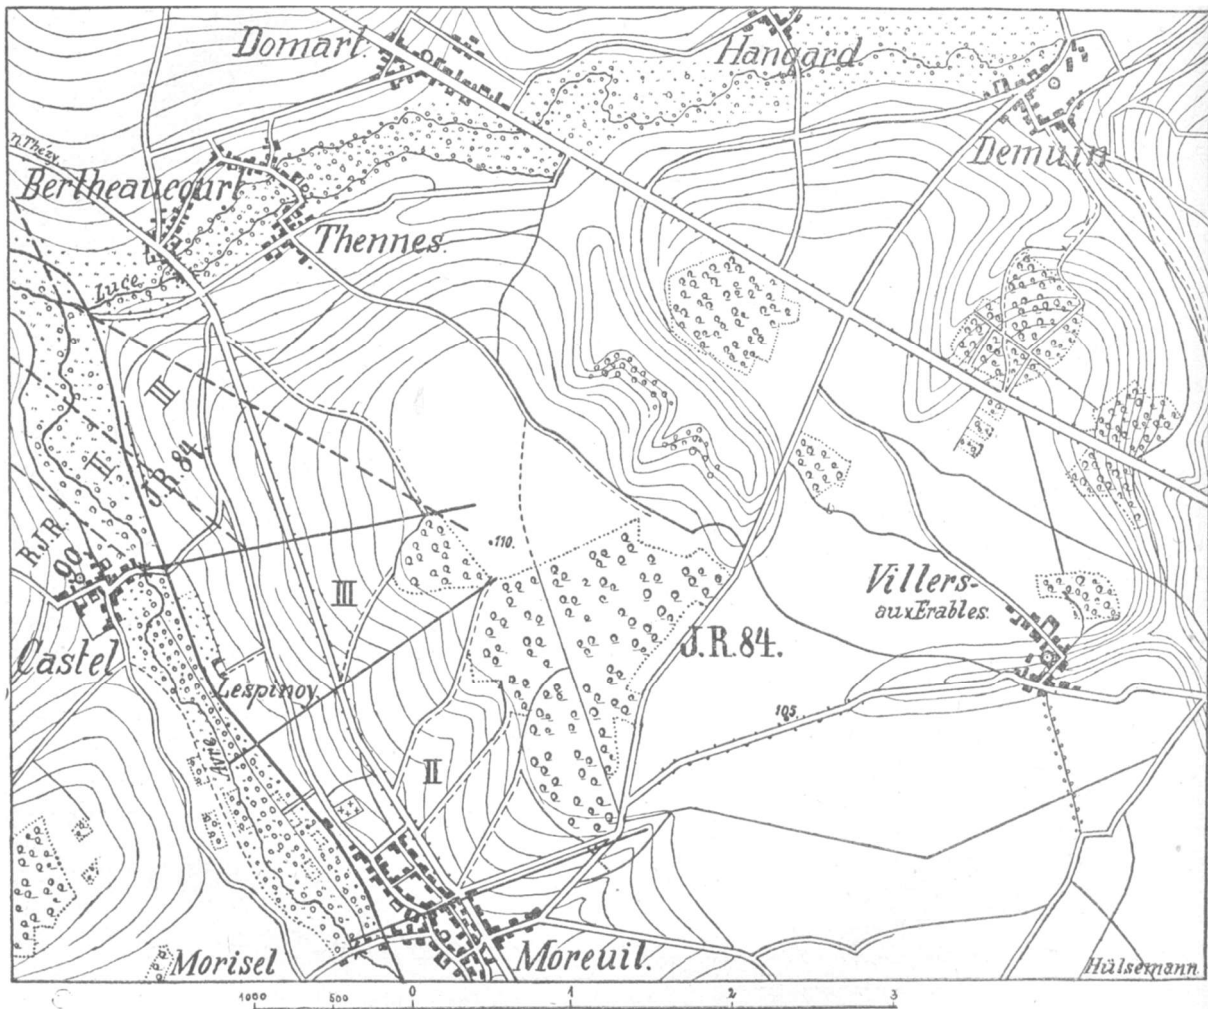 Domart
Hangard
Demuin
n. Thézy
Bertheaucourt
Thennes.
Luce
III
II
J.R. 84.
R.J.R.
90.
110.
III
Villers-
aux Erables.
J.R. 84.
Castel
Lespinoy.
105.
Avre
II
Morisel
Moreuil.
Hülsemann
1000 500 0 1 2 3